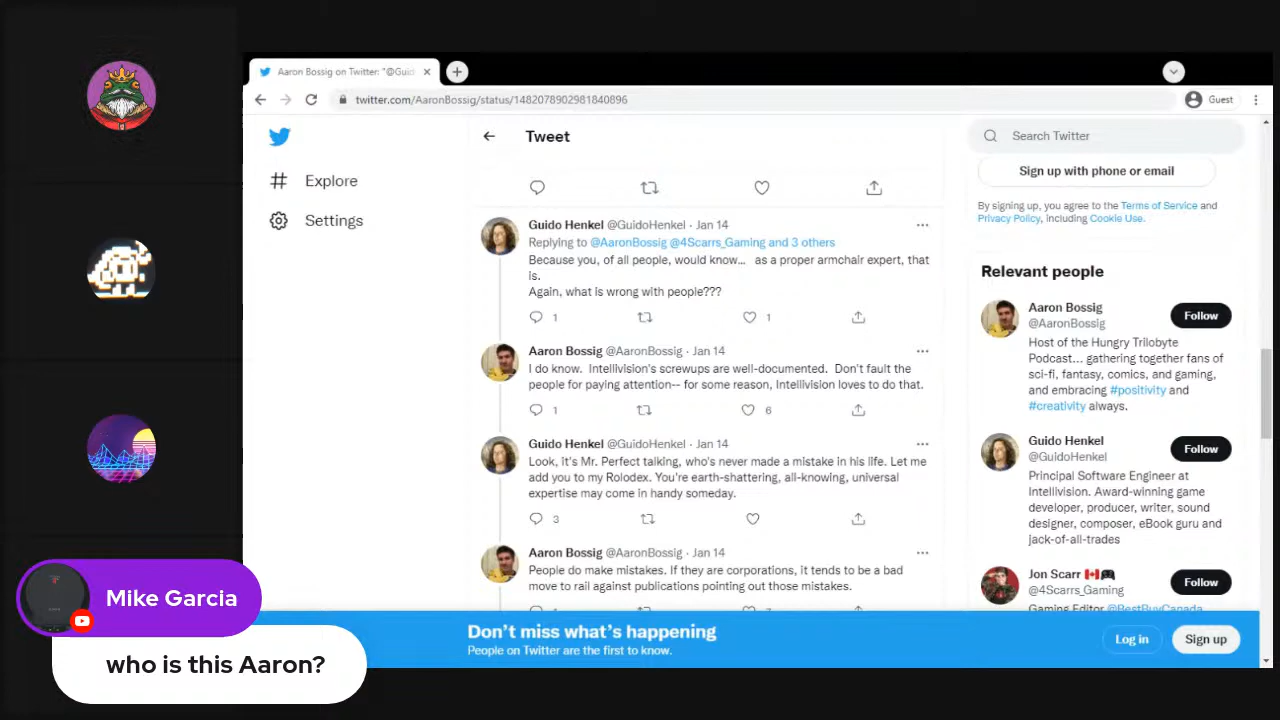 Aaron Bossig on Twitter: "@Guid
twitter.com/AaronBossig/status/1482078902981840896
Guest
Explore
Settings
Tweet
Guido Henkel @GuidoHenkel · Jan 14
Replying to @AaronBossig @4Scarrs_Gaming and 3 others
Because you, of all people, would know... as a proper armchair expert, that
is.
Again, what is wrong with people???
1
1
Aaron Bossig @AaronBossig · Jan 14
I do know. Intellivision's screwups are well-documented. Don't fault the
people for paying attention-- for some reason, Intellivision loves to do that.
1
6
Guido Henkel @GuidoHenkel · Jan 14
Look, it's Mr. Perfect talking, who's never made a mistake in his life. Let me
add you to my Rolodex. You're earth-shattering, all-knowing, universal
expertise may come in handy someday.
3
Aaron Bossig @AaronBossig · Jan 14
People do make mistakes. If they are corporations, it tends to be a bad
move to rail against publications pointing out those mistakes.
Search Twitter
Sign up with phone or email
By signing up, you agree to the Terms of Service and
Privacy Policy, including Cookie Use.
Relevant people
Aaron Bossig
@AaronBossig
Follow
Host of the Hungry Trilobyte
Podcast... gathering together fans of
sci-fi, fantasy, comics, and gaming,
and embracing #positivity and
#creativity always.
Guido Henkel
@GuidoHenkel
Follow
Principal Software Engineer at
Intellivision. Award-winning game
developer, producer, writer, sound
designer, composer, eBook guru and
jack-of-all-trades
Jon Scarr
@4Scarrs_Gaming
Follow
Gaming Editor @BestBuyCanada
Don't miss what's happening
People on Twitter are the first to know.
Log in
Sign up
Mike Garcia
who is this Aaron?